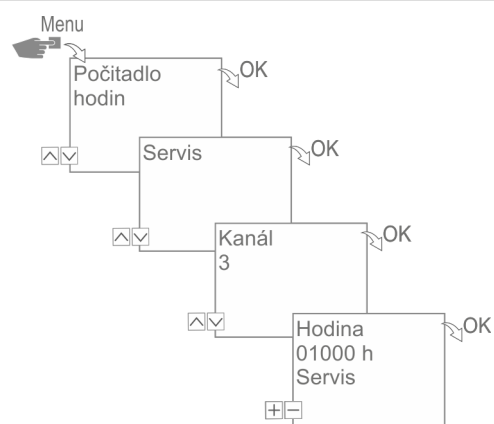 Menu
Počitadlo
hodin
OK
Servis
OK
Kanál
3
OK
Hodina
01000 h
Servis
OK